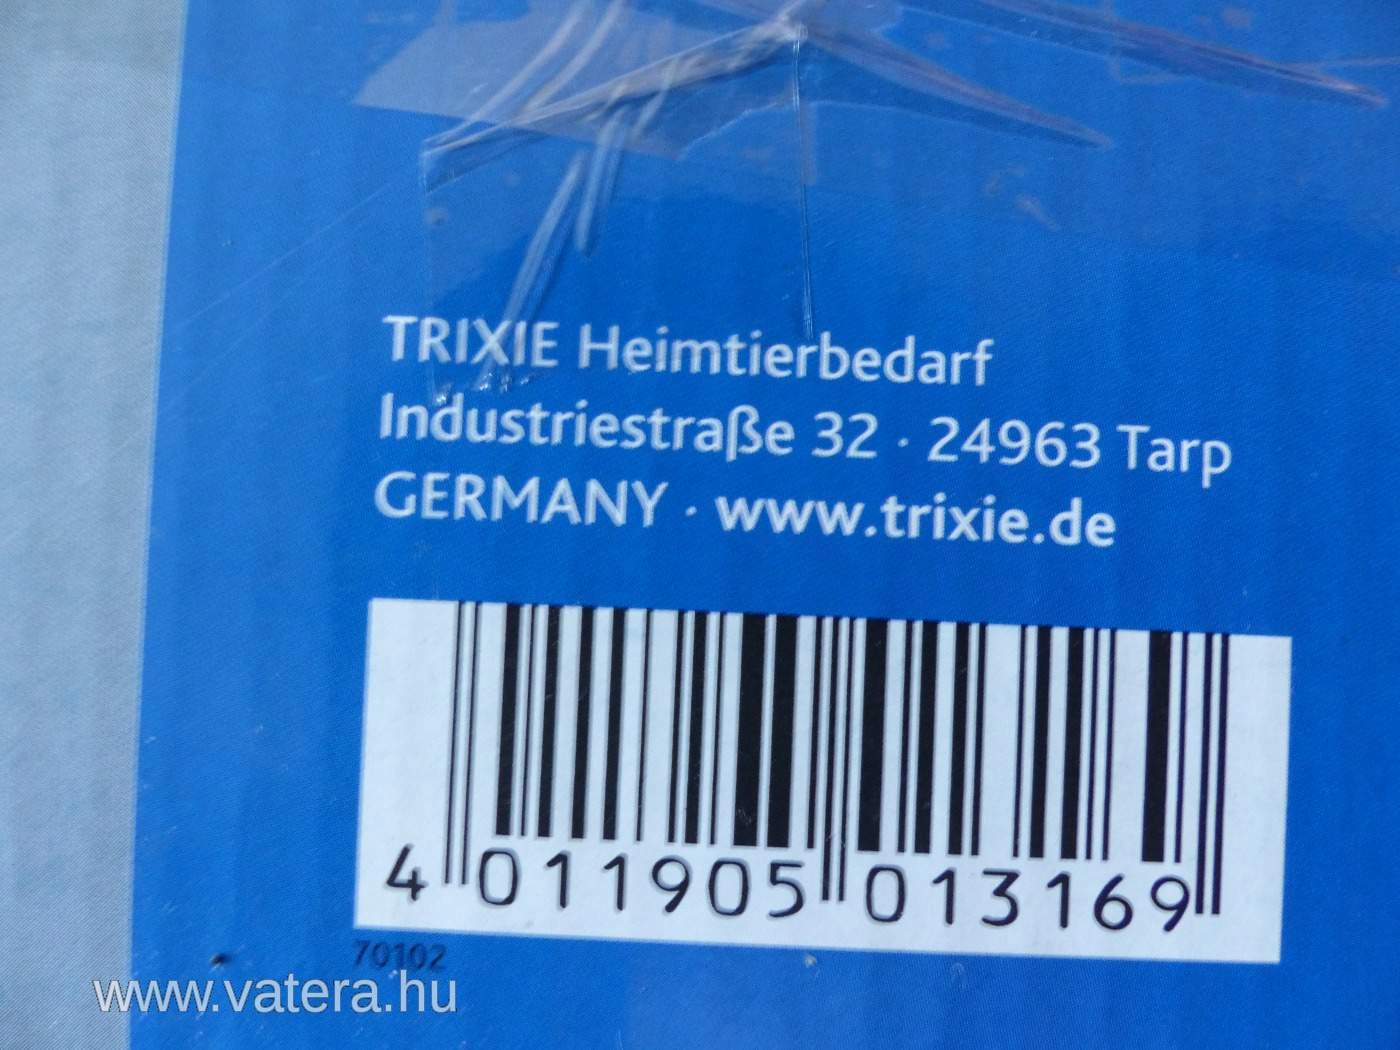 TRIXIE Heimtierbedarf
Industriestraße 32 · 24963 Tarp
GERMANY · www.trixie.de
4 011905 013169
70102
www.vatera.hu